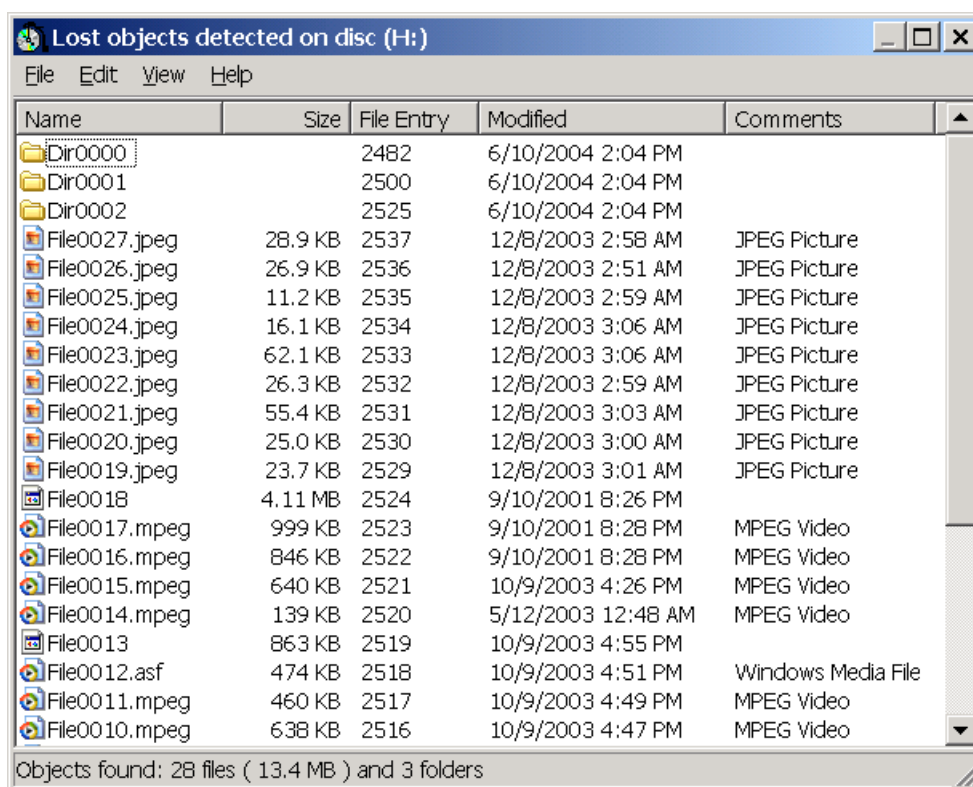 Lost objects detected on disc (H:)
File Edit View Help
Name Size File Entry Modified Comments
Dir0000 2482 6/10/2004 2:04 PM
Dir0001 2500 6/10/2004 2:04 PM
Dir0002 2525 6/10/2004 2:04 PM
File0027.jpeg 28.9 KB 2537 12/8/2003 2:58 AM JPEG Picture
File0026.jpeg 26.9 KB 2536 12/8/2003 2:51 AM JPEG Picture
File0025.jpeg 11.2 KB 2535 12/8/2003 2:59 AM JPEG Picture
File0024.jpeg 16.1 KB 2534 12/8/2003 3:06 AM JPEG Picture
File0023.jpeg 62.1 KB 2533 12/8/2003 3:06 AM JPEG Picture
File0022.jpeg 26.3 KB 2532 12/8/2003 2:59 AM JPEG Picture
File0021.jpeg 55.4 KB 2531 12/8/2003 3:03 AM JPEG Picture
File0020.jpeg 25.0 KB 2530 12/8/2003 3:00 AM JPEG Picture
File0019.jpeg 23.7 KB 2529 12/8/2003 3:01 AM JPEG Picture
File0018 4.11 MB 2524 9/10/2001 8:26 PM
File0017.mpeg 999 KB 2523 9/10/2001 8:28 PM MPEG Video
File0016.mpeg 846 KB 2522 9/10/2001 8:28 PM MPEG Video
File0015.mpeg 640 KB 2521 10/9/2003 4:26 PM MPEG Video
File0014.mpeg 139 KB 2520 5/12/2003 12:48 AM MPEG Video
File0013 863 KB 2519 10/9/2003 4:55 PM
File0012.asf 474 KB 2518 10/9/2003 4:51 PM Windows Media File
File0011.mpeg 460 KB 2517 10/9/2003 4:49 PM MPEG Video
File0010.mpeg 638 KB 2516 10/9/2003 4:47 PM MPEG Video
Objects found: 28 files ( 13.4 MB ) and 3 folders